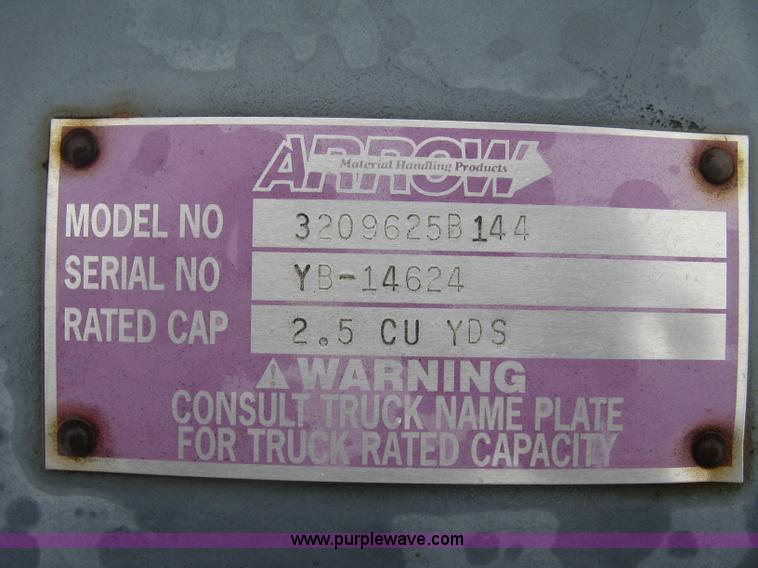 ARROW
Material Handling Products
MODEL NO 3209625B144
SERIAL NO YB-14624
RATED CAP 2.5 CU YDS
WARNING
CONSULT TRUCK NAME PLATE
FOR TRUCK RATED CAPACITY
www.purplewave.com